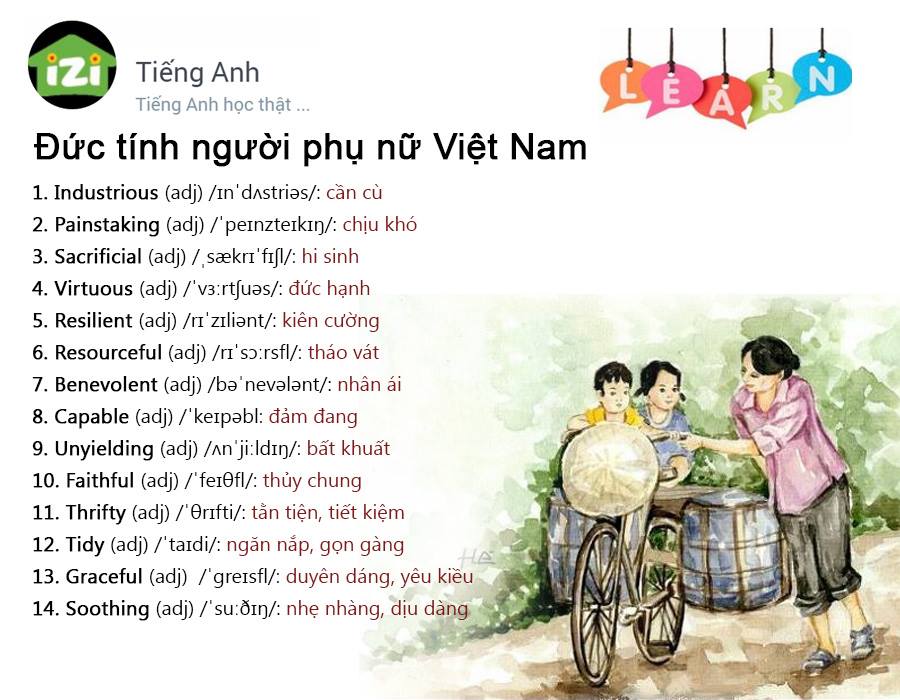 iZi
Tiếng Anh
Tiếng Anh học thật ...
LEARN
Đức tính người phụ nữ Việt Nam
1. Industrious (adj) /ɪnˈdʌstriəs/: cần cù
2. Painstaking (adj) /ˈpeɪnzteɪkɪŋ/: chịu khó
3. Sacrificial (adj) /ˌsækrɪˈfɪʃl/: hi sinh
4. Virtuous (adj) /ˈvɜːrtʃuəs/: đức hạnh
5. Resilient (adj) /rɪˈzɪliənt/: kiên cường
6. Resourceful (adj) /rɪˈsɔːrsfl/: tháo vát
7. Benevolent (adj) /bəˈnevələnt/: nhân ái
8. Capable (adj) /ˈkeɪpəbl: đảm đang
9. Unyielding (adj) /ʌnˈjiːldɪŋ/: bất khuất
10. Faithful (adj) /ˈfeɪθfl/: thủy chung
11. Thrifty (adj) /ˈθrɪfti/: tằn tiện, tiết kiệm
12. Tidy (adj) /ˈtaɪdi/: ngăn nắp, gọn gàng
13. Graceful (adj) /ˈɡreɪsfl/: duyên dáng, yêu kiều
14. Soothing (adj) /ˈsuːðɪŋ/: nhẹ nhàng, dịu dàng